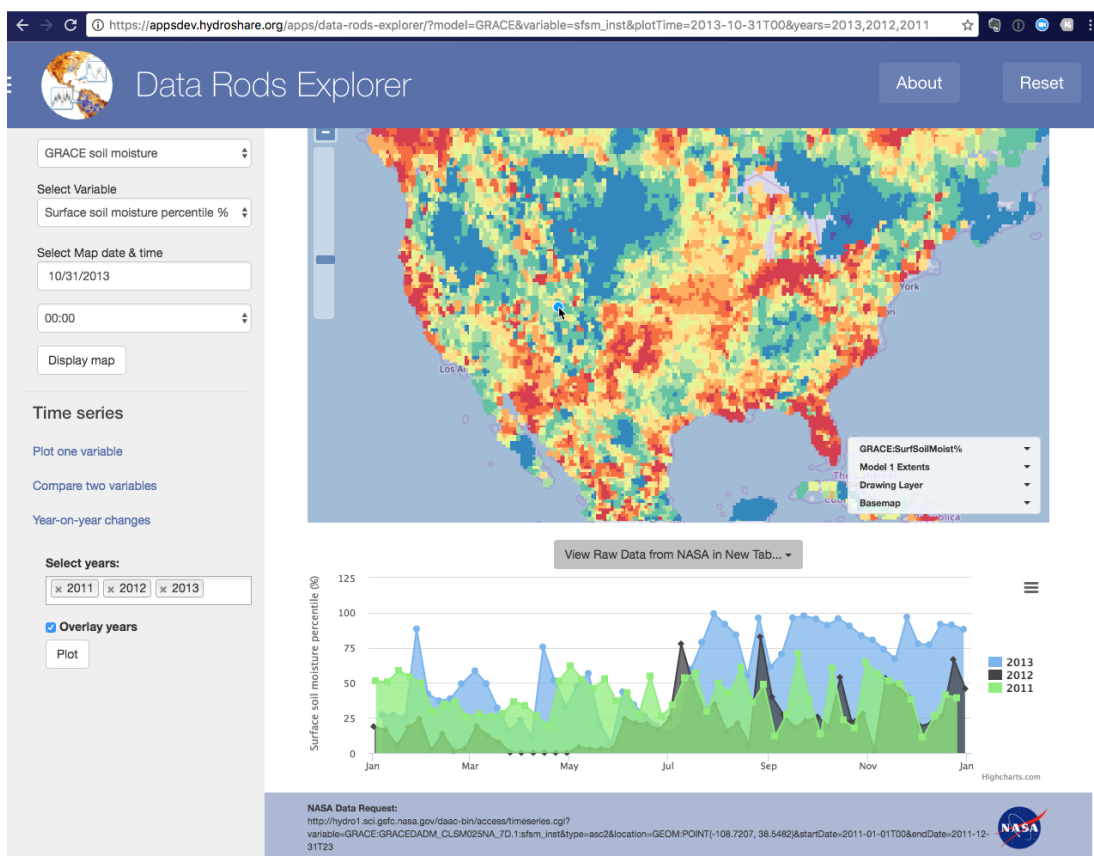 https://appsdev.hydroshare.org/apps/data-rods-explorer/?model=GRACE&variable=sfsm_inst&plotTime=2013-10-31T00&years=2013,2012,2011
Data Rods Explorer
About
Reset
GRACE soil moisture
Select Variable
Surface soil moisture percentile %
Select Map date & time
10/31/2013
00:00
Display map
Time series
Plot one variable
Compare two variables
Year-on-year changes
Select years:
× 2011 × 2012 × 2013
Overlay years
Plot
York
Los A
GRACE:SurfSoilMoist%
Model 1 Extents
Drawing Layer
Basemap
View Raw Data from NASA in New Tab...
Surface soil moisture percentile (%)
125
100
75
50
25
0
Jan Mar May Jul Sep Nov Jan
2013
2012
2011
Highcharts.com
NASA Data Request:
http://hydro1.sci.gsfc.nasa.gov/daac-bin/access/timeseries.cgi?
variable=GRACE:GRACEDADM_CLSM025NA_7D.1:sfsm_inst&type=asc2&location=GEOM:POINT(-108.7207, 38.5482)&startDate=2011-01-01T00&endDate=2011-12-
31T23
NASA